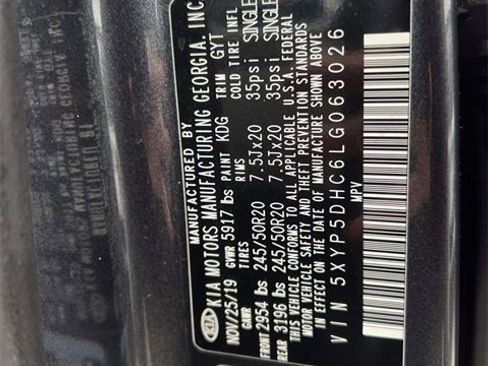 MANUFACTURED BY
KIA KIA MOTORS MANUFACTURING GEORGIA, INC.
NOV/25/19 GVWR 5917 lbs PAINT KDG TRIM GYT
GAWR TIRES RIMS COLD TIRE INFL
FRONT 2954 lbs 245/50R20 7.5Jx20 35psi SINGLE
REAR 3196 lbs 245/50R20 7.5Jx20 35psi SINGLE
THIS VEHICLE CONFORMS TO ALL APPLICABLE U.S.A. FEDERAL
MOTOR VEHICLE SAFETY AND THEFT PREVENTION STANDARDS
IN EFFECT ON THE DATE OF MANUFACTURE SHOWN ABOVE
VIN 5XYP5DHC6LG063026
MPV